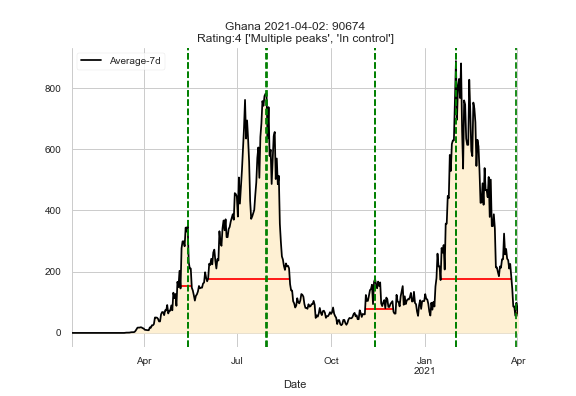 Ghana 2021-04-02: 90674
Rating:4 ['Multiple peaks', 'In control']
Average-7d
800
600
400
200
0
Apr
Jul
Oct
Jan
2021
Apr
Date